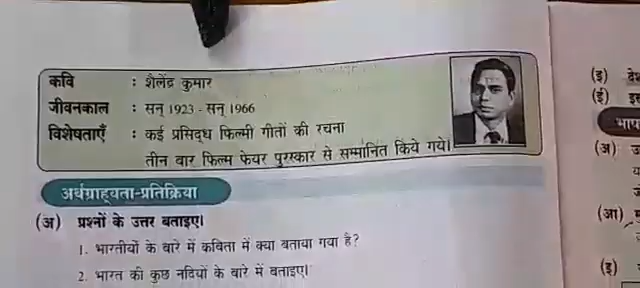 कवि : शैलेंद्र कुमार
जीवनकाल : सन् 1923 - सन् 1966
विशेषताएँ : कई प्रसिद्ध फिल्मी गीतों की रचना
तीन बार फिल्म फेयर पुरस्कार से सम्मानित किये गये।
अर्थग्राह्यता-प्रतिक्रिया
(अ) प्रश्नों के उत्तर बताइए।
1. भारतीयों के बारे में कविता में क्या बताया गया है?
2. भारत की कुछ नदियों के बारे में बताइए।
(इ)
(ई)
(अ)
(आ)
(इ)